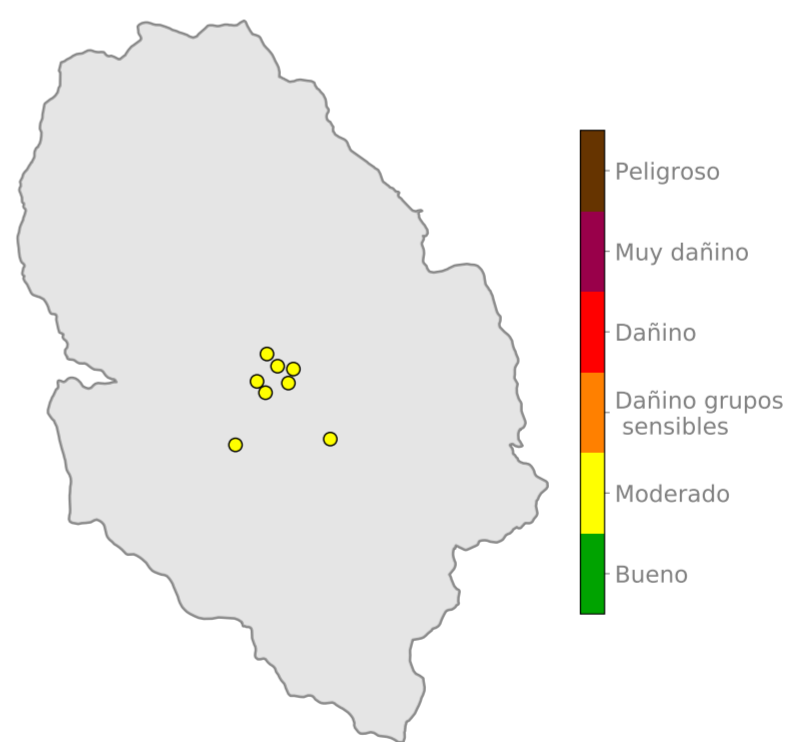 Peligroso
Muy dañino
Dañino
Dañino grupos
sensibles
Moderado
Bueno